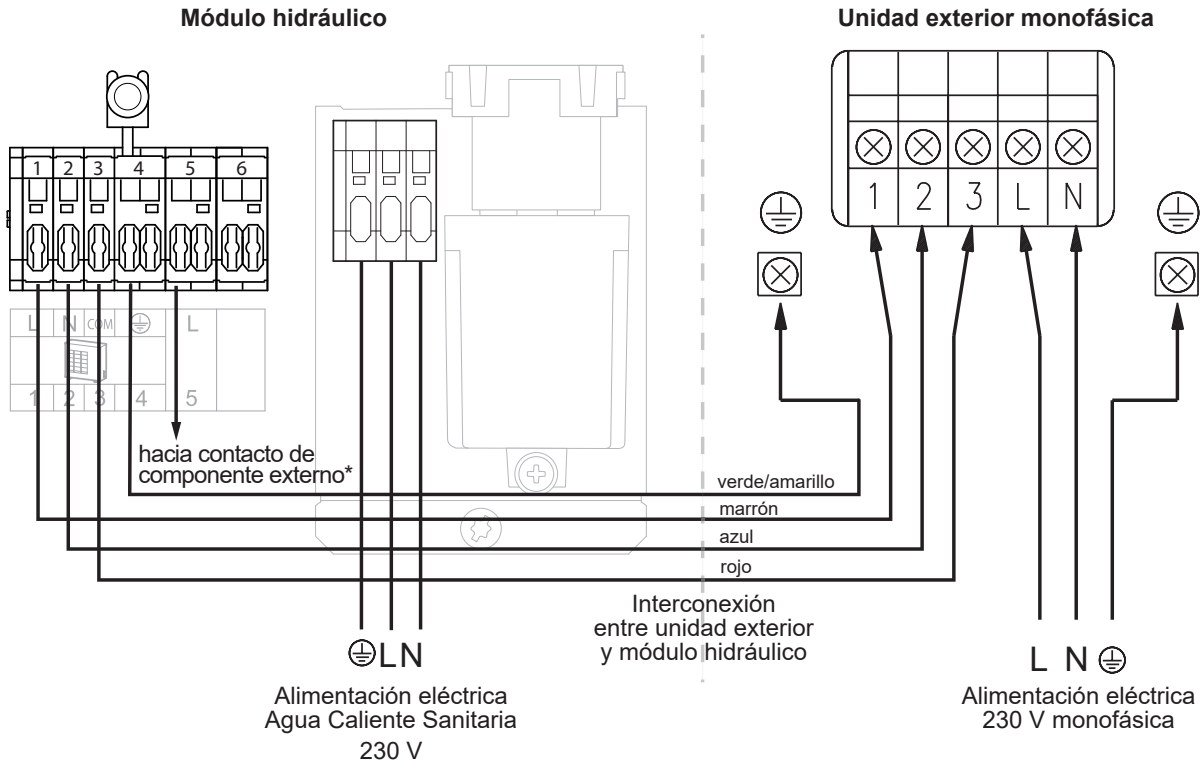 Módulo hidráulico
Unidad exterior monofásica
1 2 3 4 5 6
1 2 3 L N
L N COM L
1 2 3 4 5
hacia contacto de
componente externo*
verde/amarillo
marrón
azul
rojo
Interconexión
entre unidad exterior
y módulo hidráulico
L N
Alimentación eléctrica
Agua Caliente Sanitaria
230 V
L N
Alimentación eléctrica
230 V monofásica